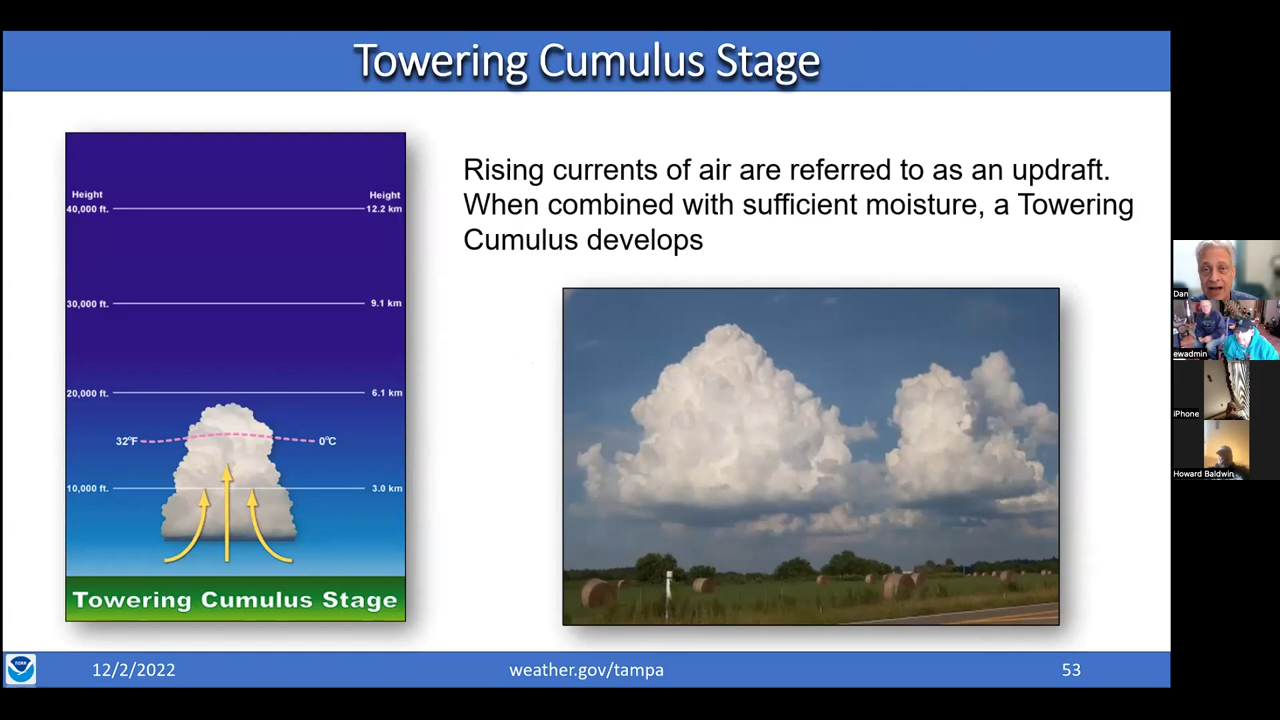 Towering Cumulus Stage
Height Height
40,000 ft. 12.2 km
30,000 ft. 9.1 km
20,000 ft. 6.1 km
32°F 0°C
10,000 ft. 3.0 km
Towering Cumulus Stage
Rising currents of air are referred to as an updraft.
When combined with sufficient moisture, a Towering
Cumulus develops
Dan
ewadmin
iPhone
Howard Baldwin
NOAA
12/2/2022 weather.gov/tampa 53